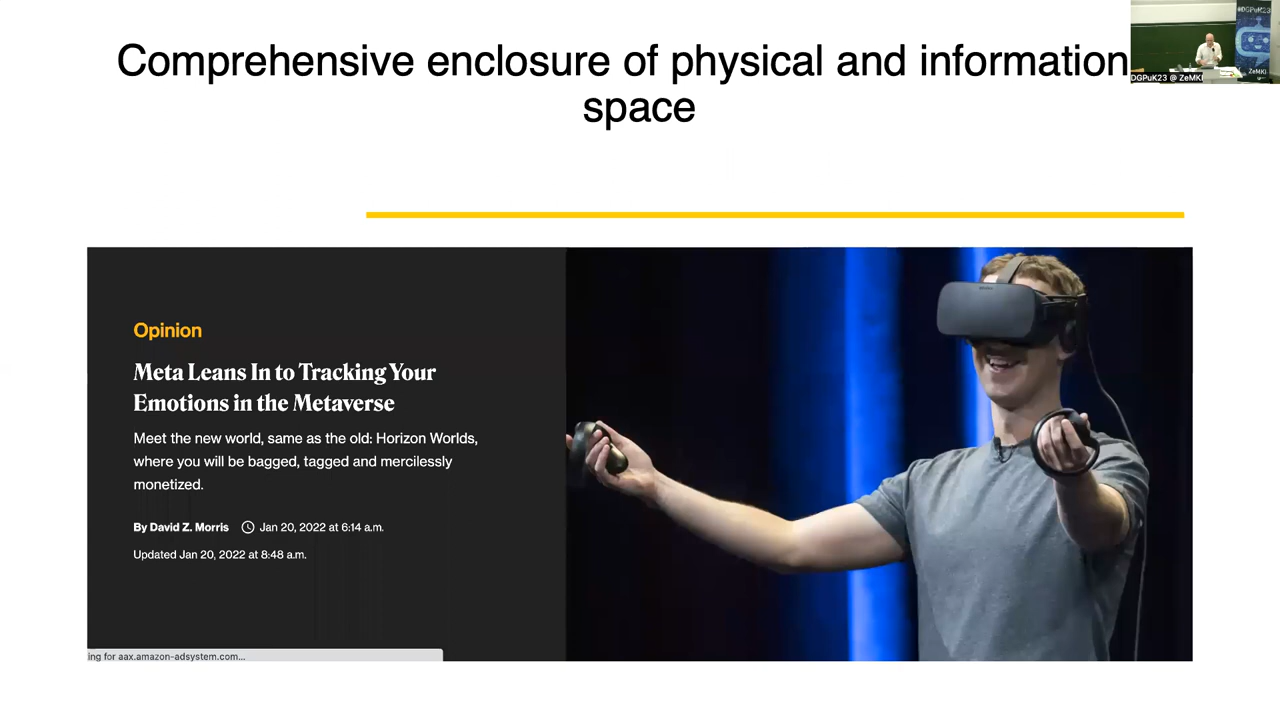 Comprehensive enclosure of physical and information
space
#DGPuK23
ZeMKI
DGPuK23 @ ZeMKI
Opinion
Meta Leans In to Tracking Your
Emotions in the Metaverse
Meet the new world, same as the old: Horizon Worlds,
where you will be bagged, tagged and mercilessly
monetized.
By David Z. Morris Jan 20, 2022 at 6:14 a.m.
Updated Jan 20, 2022 at 8:48 a.m.
ing for aax.amazon-adsystem.com...